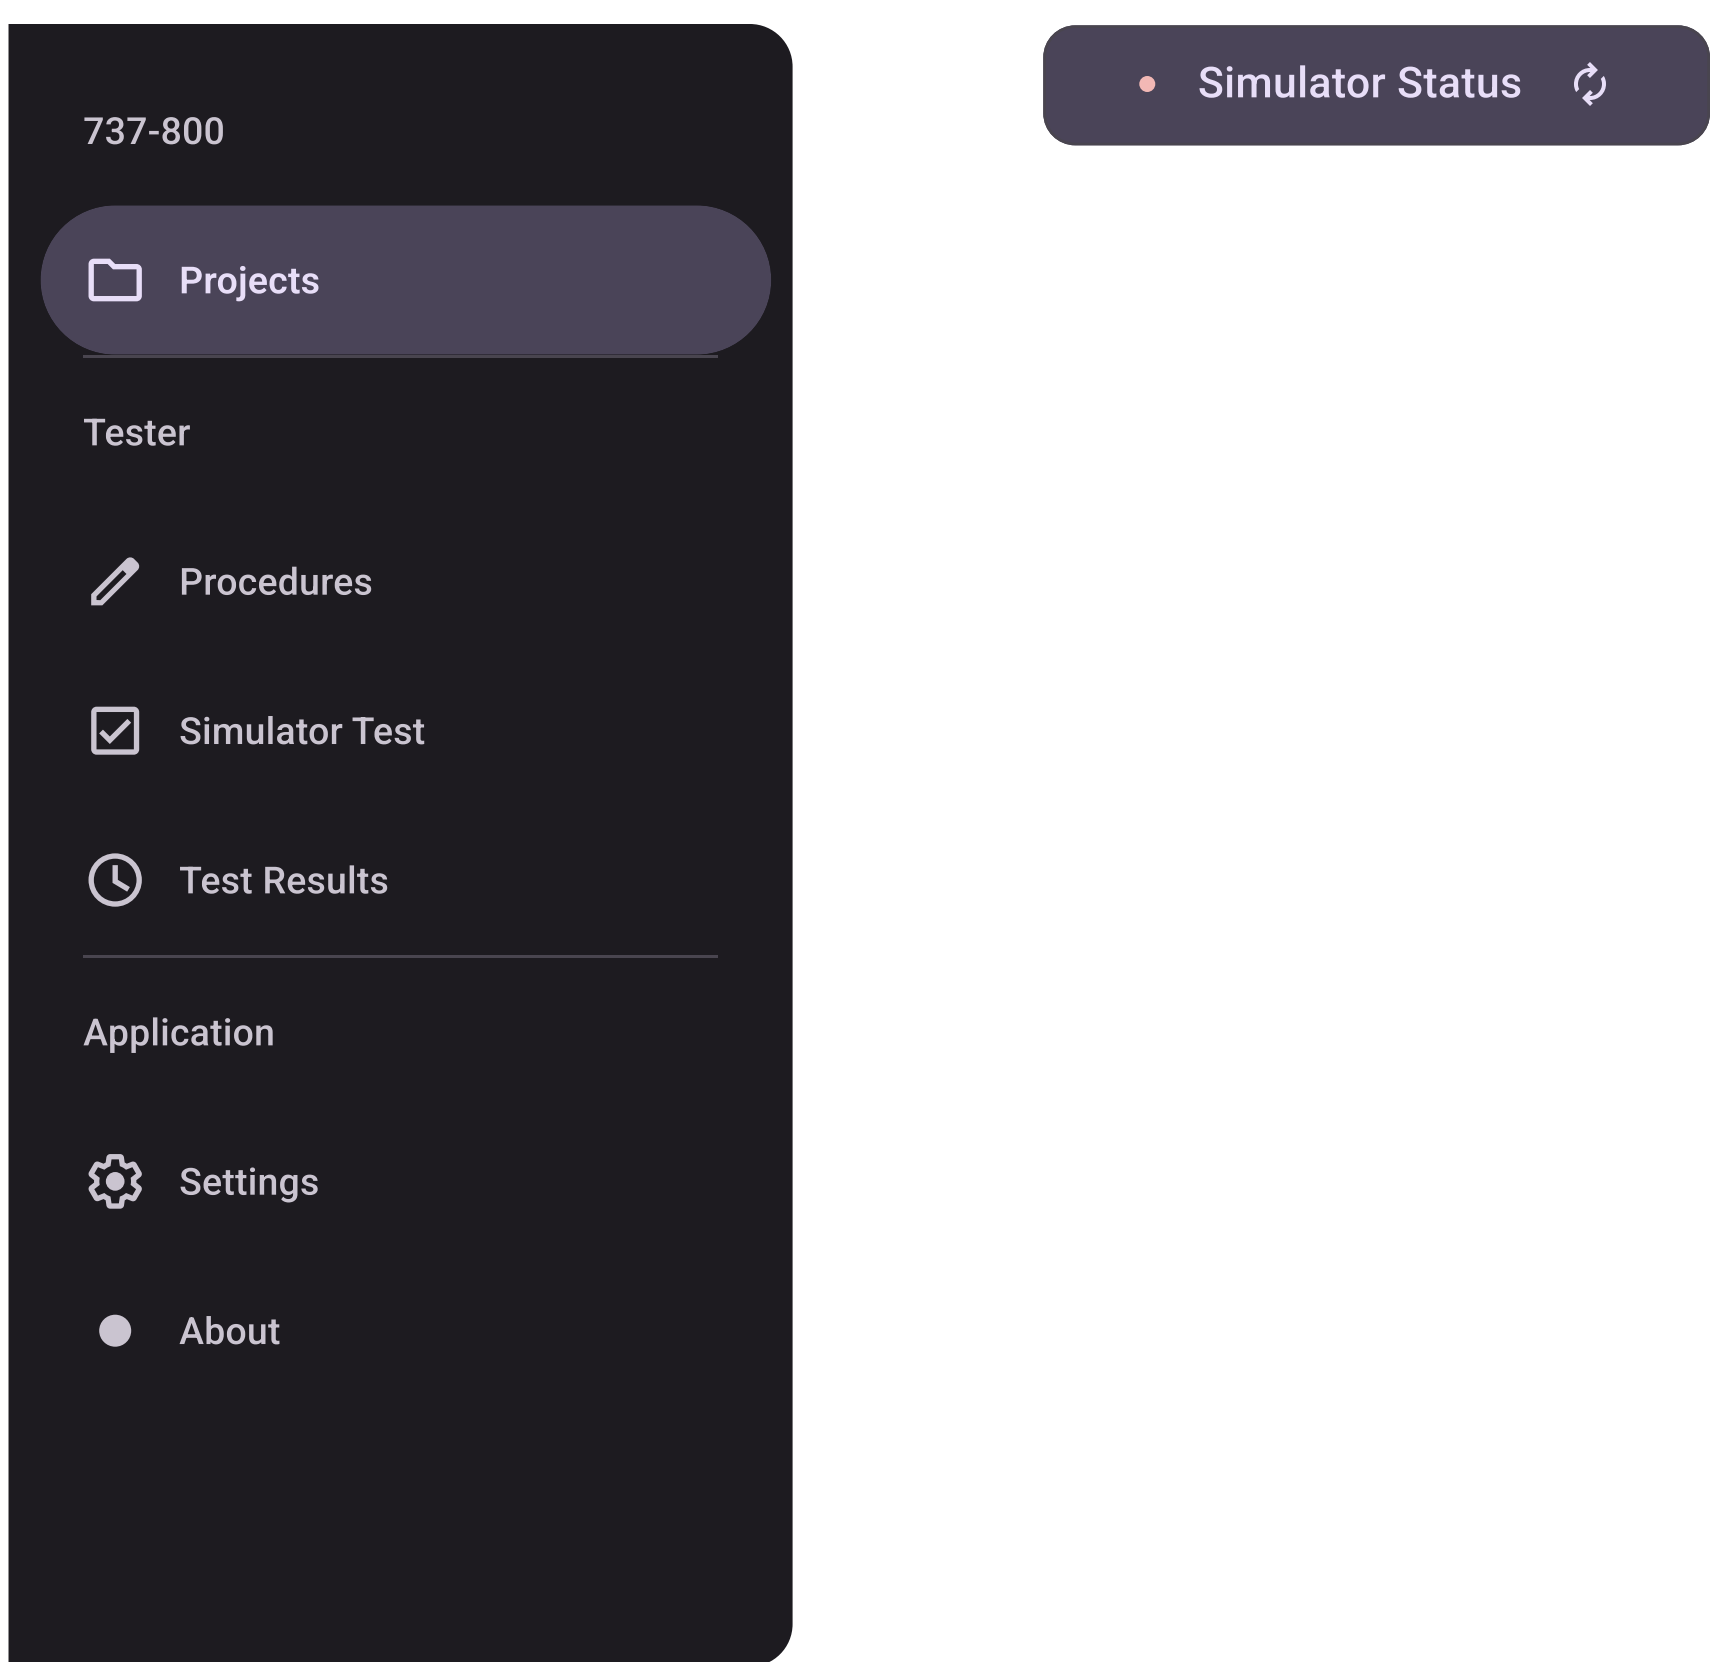 737-800
Projects
Tester
Procedures
Simulator Test
Test Results
Application
Settings
About
Simulator Status